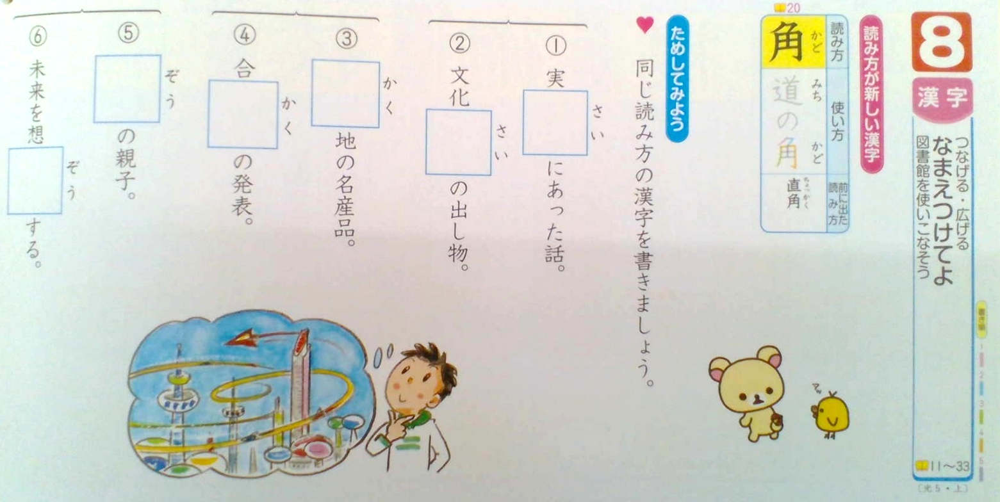 8
漢字
つなげる・広げる
なまえつけてよ
図書館を使いこなそう
11〜33
〔光5・上〕
書き順
1 2 3 4 5
読み方が新しい漢字
20
読み方
使い方
前に出た読み方
角 かど
道の角 みち かど
直角 ちょっかく
ためしてみよう
♥ 同じ読み方の漢字を書きましょう。
① 実□にあった話。 さい
② 文化□の出し物。 さい
③ □地の名産品。 かく
④ 合□の発表。 かく
⑤ □の親子。 ぞう
⑥ 未来を想□する。 ぞう